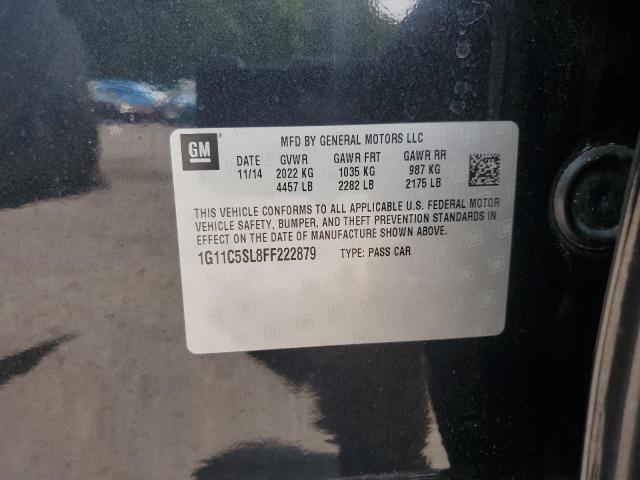 GM
MFD BY GENERAL MOTORS LLC
DATE GVWR GAWR FRT GAWR RR
11/14 2022 KG 1035 KG 987 KG
4457 LB 2282 LB 2175 LB
THIS VEHICLE CONFORMS TO ALL APPLICABLE U.S. FEDERAL MOTOR
VEHICLE SAFETY, BUMPER, AND THEFT PREVENTION STANDARDS IN
EFFECT ON THE DATE OF MANUFACTURE SHOWN ABOVE.
1G11C5SL8FF222879 TYPE: PASS CAR